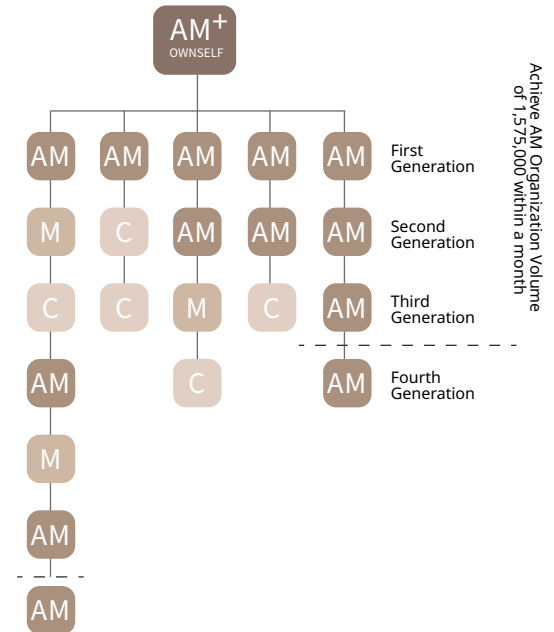 AM+
OWNSELF
AM
AM
AM
AM
AM
First
Generation
M
C
AM
AM
AM
Second
Generation
C
C
M
C
AM
Third
Generation
AM
C
AM
Fourth
Generation
M
AM
AM
Achieve AM Organization Volume
of 1,575,000 within a month